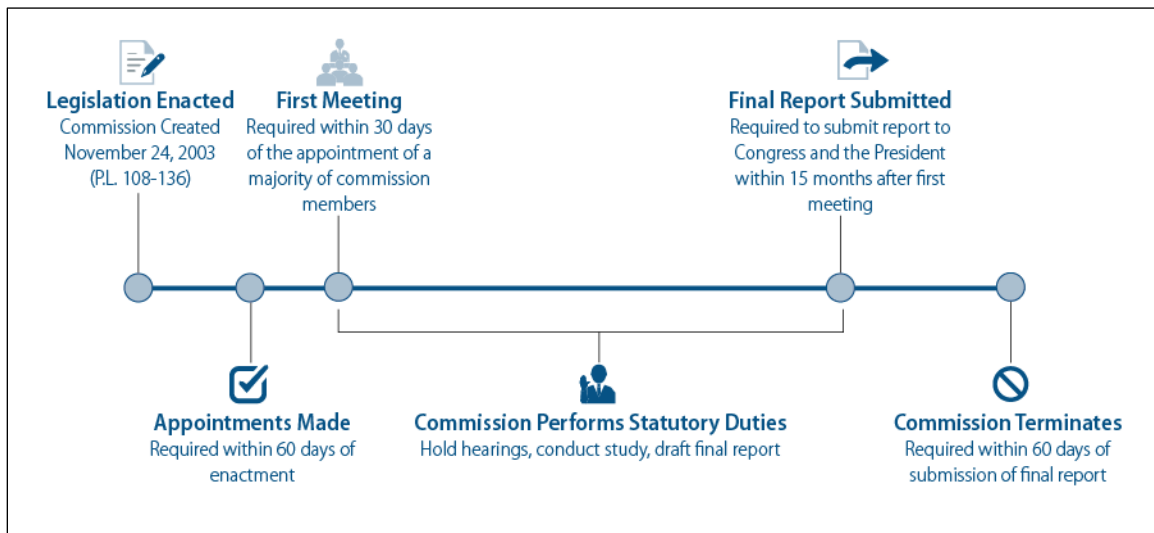 Legislation Enacted
Commission Created
November 24, 2003
(P.L. 108-136)
First Meeting
Required within 30 days
of the appointment of a
majority of commission
members
Final Report Submitted
Required to submit report to
Congress and the President
within 15 months after first
meeting
Appointments Made
Required within 60 days of
enactment
Commission Performs Statutory Duties
Hold hearings, conduct study, draft final report
Commission Terminates
Required within 60 days of
submission of final report